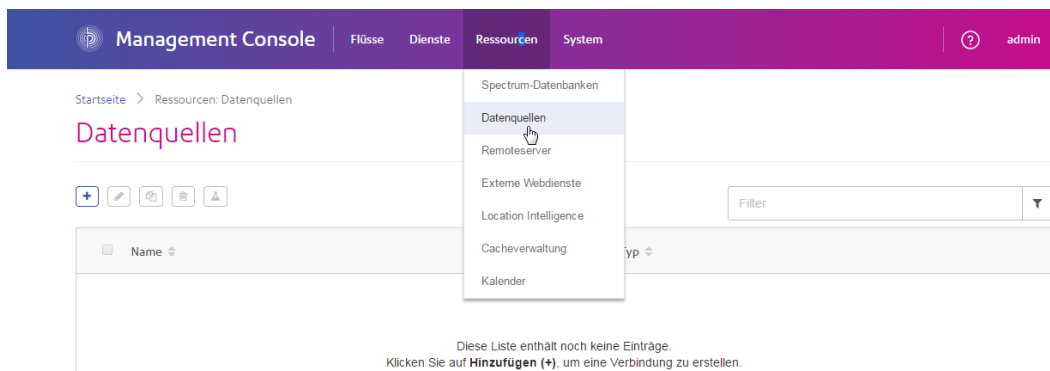 Management Console Flüsse Dienste Ressourcen System admin
Startseite > Ressourcen: Datenquellen
Datenquellen
Spectrum-Datenbanken
Datenquellen
Remoteserver
Externe Webdienste
Location Intelligence
Cacheverwaltung
Kalender
Filter
Name
Diese Liste enthält noch keine Einträge.
Klicken Sie auf Hinzufügen (+), um eine Verbindung zu erstellen.